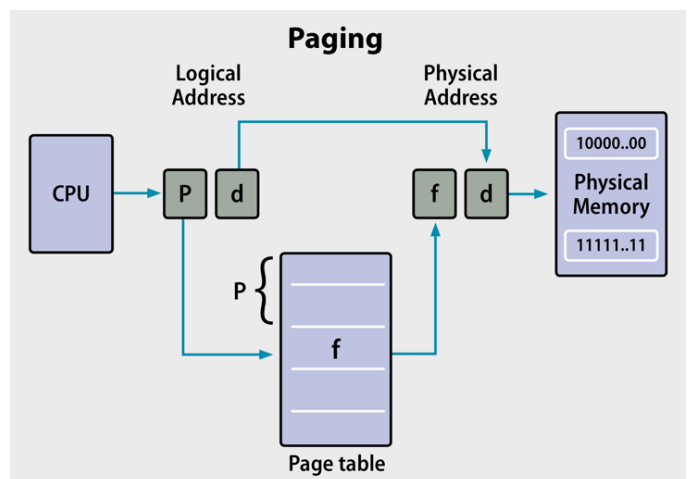 Paging
Logical
Address
Physical
Address
CPU
P
d
f
d
10000..00
Physical
Memory
11111..11
P
f
Page table